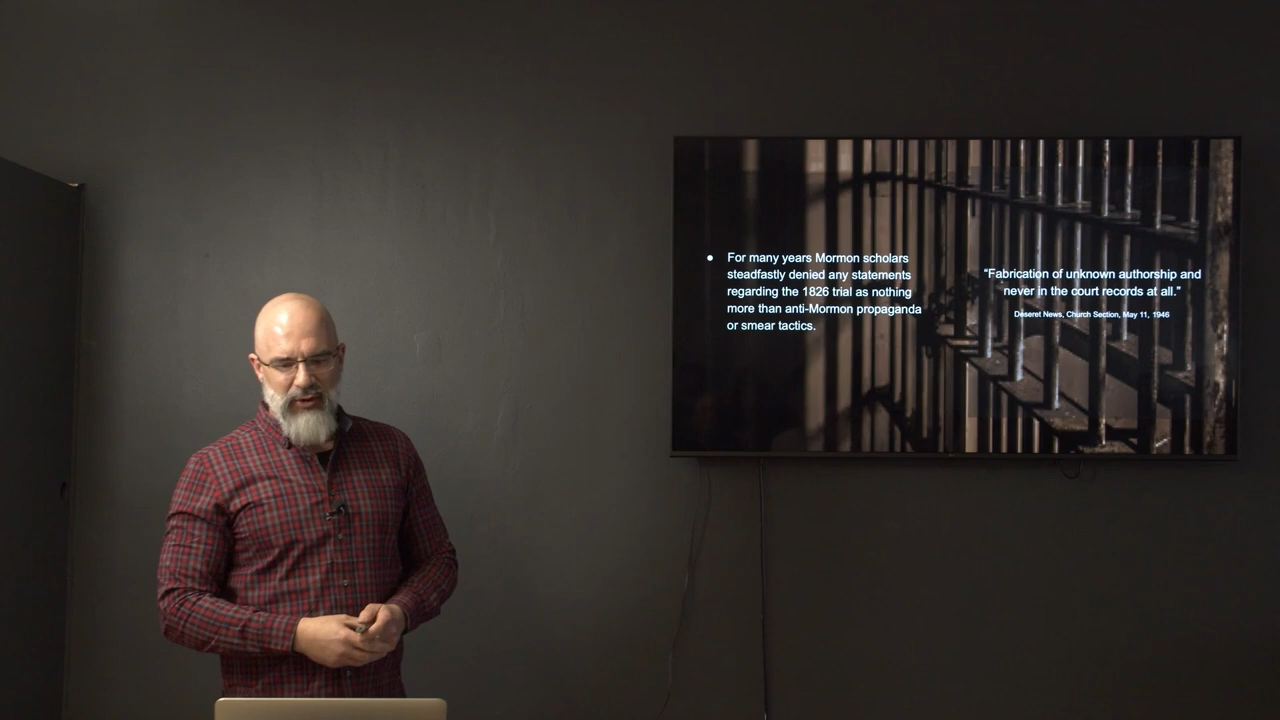 ● For many years Mormon scholars
steadfastly denied any statements
regarding the 1826 trial as nothing
more than anti-Mormon propaganda
or smear tactics.
“Fabrication of unknown authorship and
never in the court records at all.”
Deseret News, Church Section, May 11, 1946